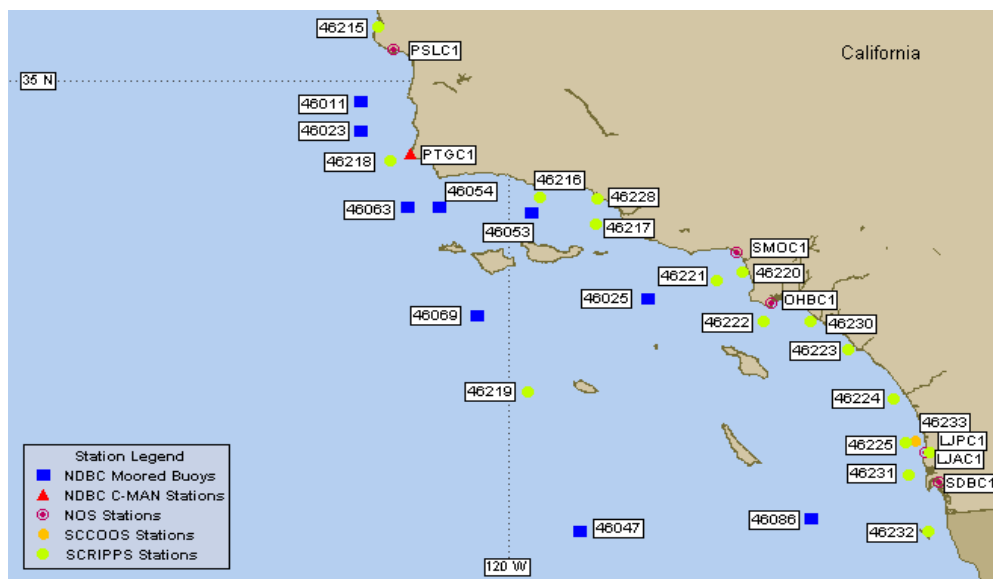 46215
PSLC1
California
35 N
46011
46023
46218
PTGC1
46063
46054
46216
46228
46053
46217
SMOC1
46221
46220
46025
OHBC1
46069
46222
46230
46223
46219
46224
46233
46225
LJPC1
LJAC1
46231
SDBC1
46047
46086
46232
120 W
Station Legend
NDBC Moored Buoys
NDBC C-MAN Stations
NOS Stations
SCCOOS Stations
SCRIPPS Stations